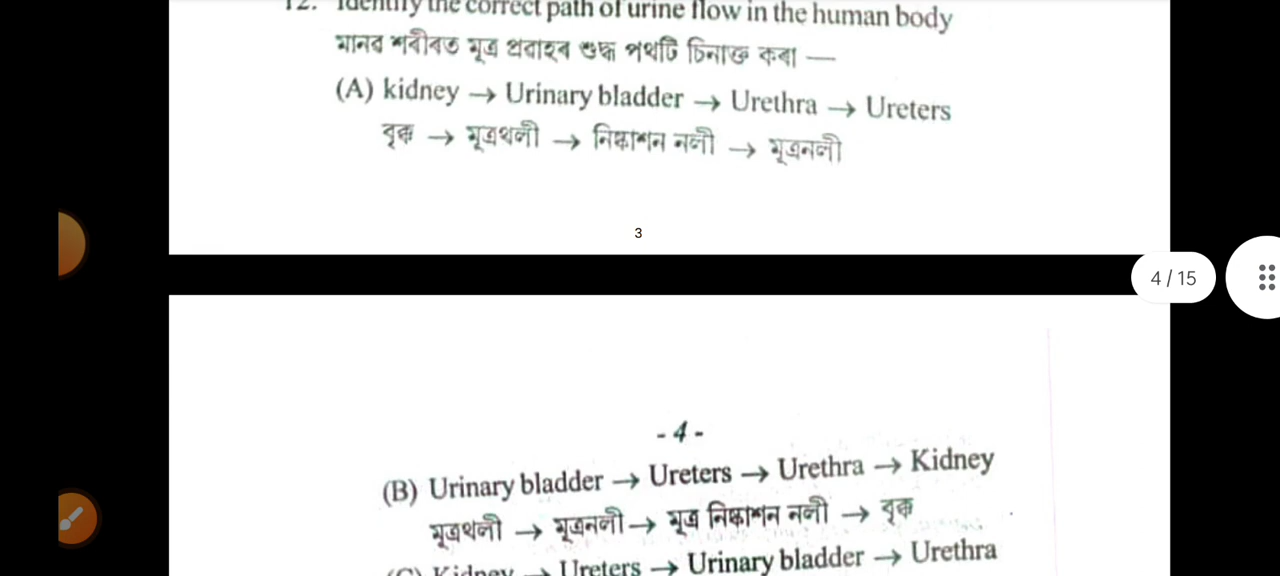 12. Identify the correct path of urine flow in the human body
মানৱ শৰীৰত মূত্ৰ প্ৰবাহৰ শুদ্ধ পথটি চিনাক্ত কৰা —
(A) kidney → Urinary bladder → Urethra → Ureters
বৃক্ক → মূত্ৰথলী → নিষ্কাশন নলী → মূত্ৰনলী
3
4 / 15
- 4 -
(B) Urinary bladder → Ureters → Urethra → Kidney
মূত্ৰথলী → মূত্ৰনলী → মূত্ৰ নিষ্কাশন নলী → বৃক্ক
(C) Kidney → Ureters → Urinary bladder → Urethra